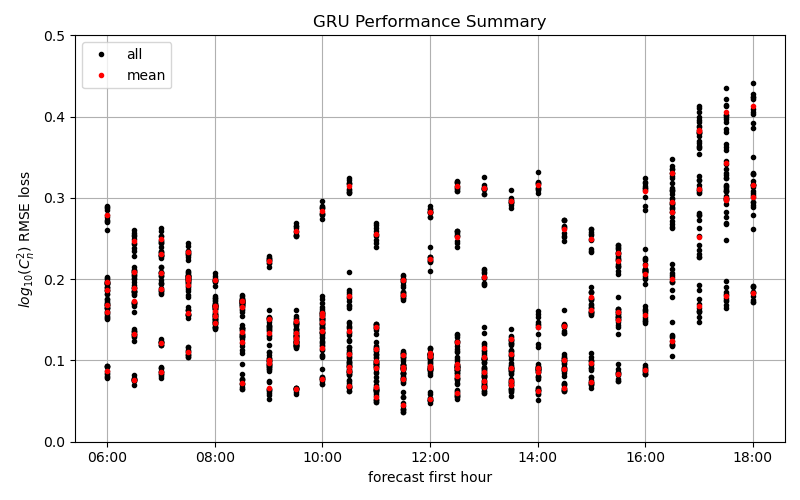 GRU Performance Summary
all
mean
0.5
0.4
0.3
0.2
0.1
0.0
log₁₀(Cₙ²) RMSE loss
06:00 08:00 10:00 12:00 14:00 16:00 18:00
forecast first hour